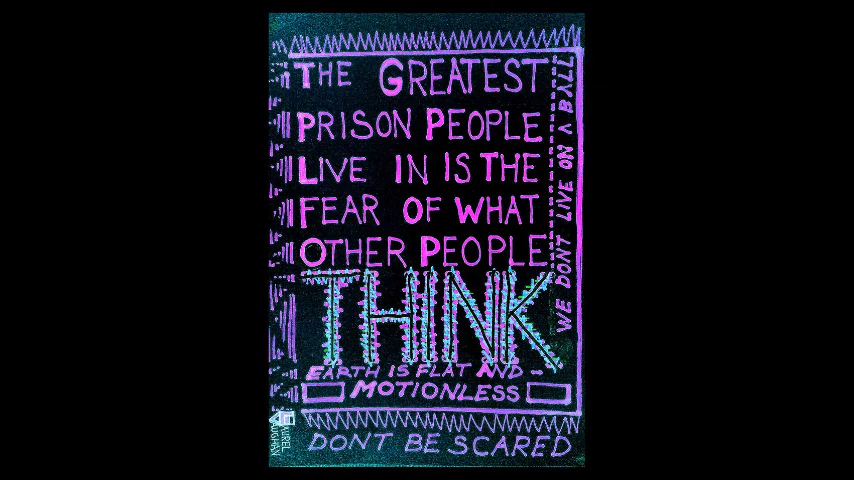 THE GREATEST
PRISON PEOPLE
LIVE IN IS THE
FEAR OF WHAT
OTHER PEOPLE
THINK
EARTH IS FLAT AND -
MOTIONLESS
DONT BE SCARED
WE DONT LIVE ON A BALL
LAUREL